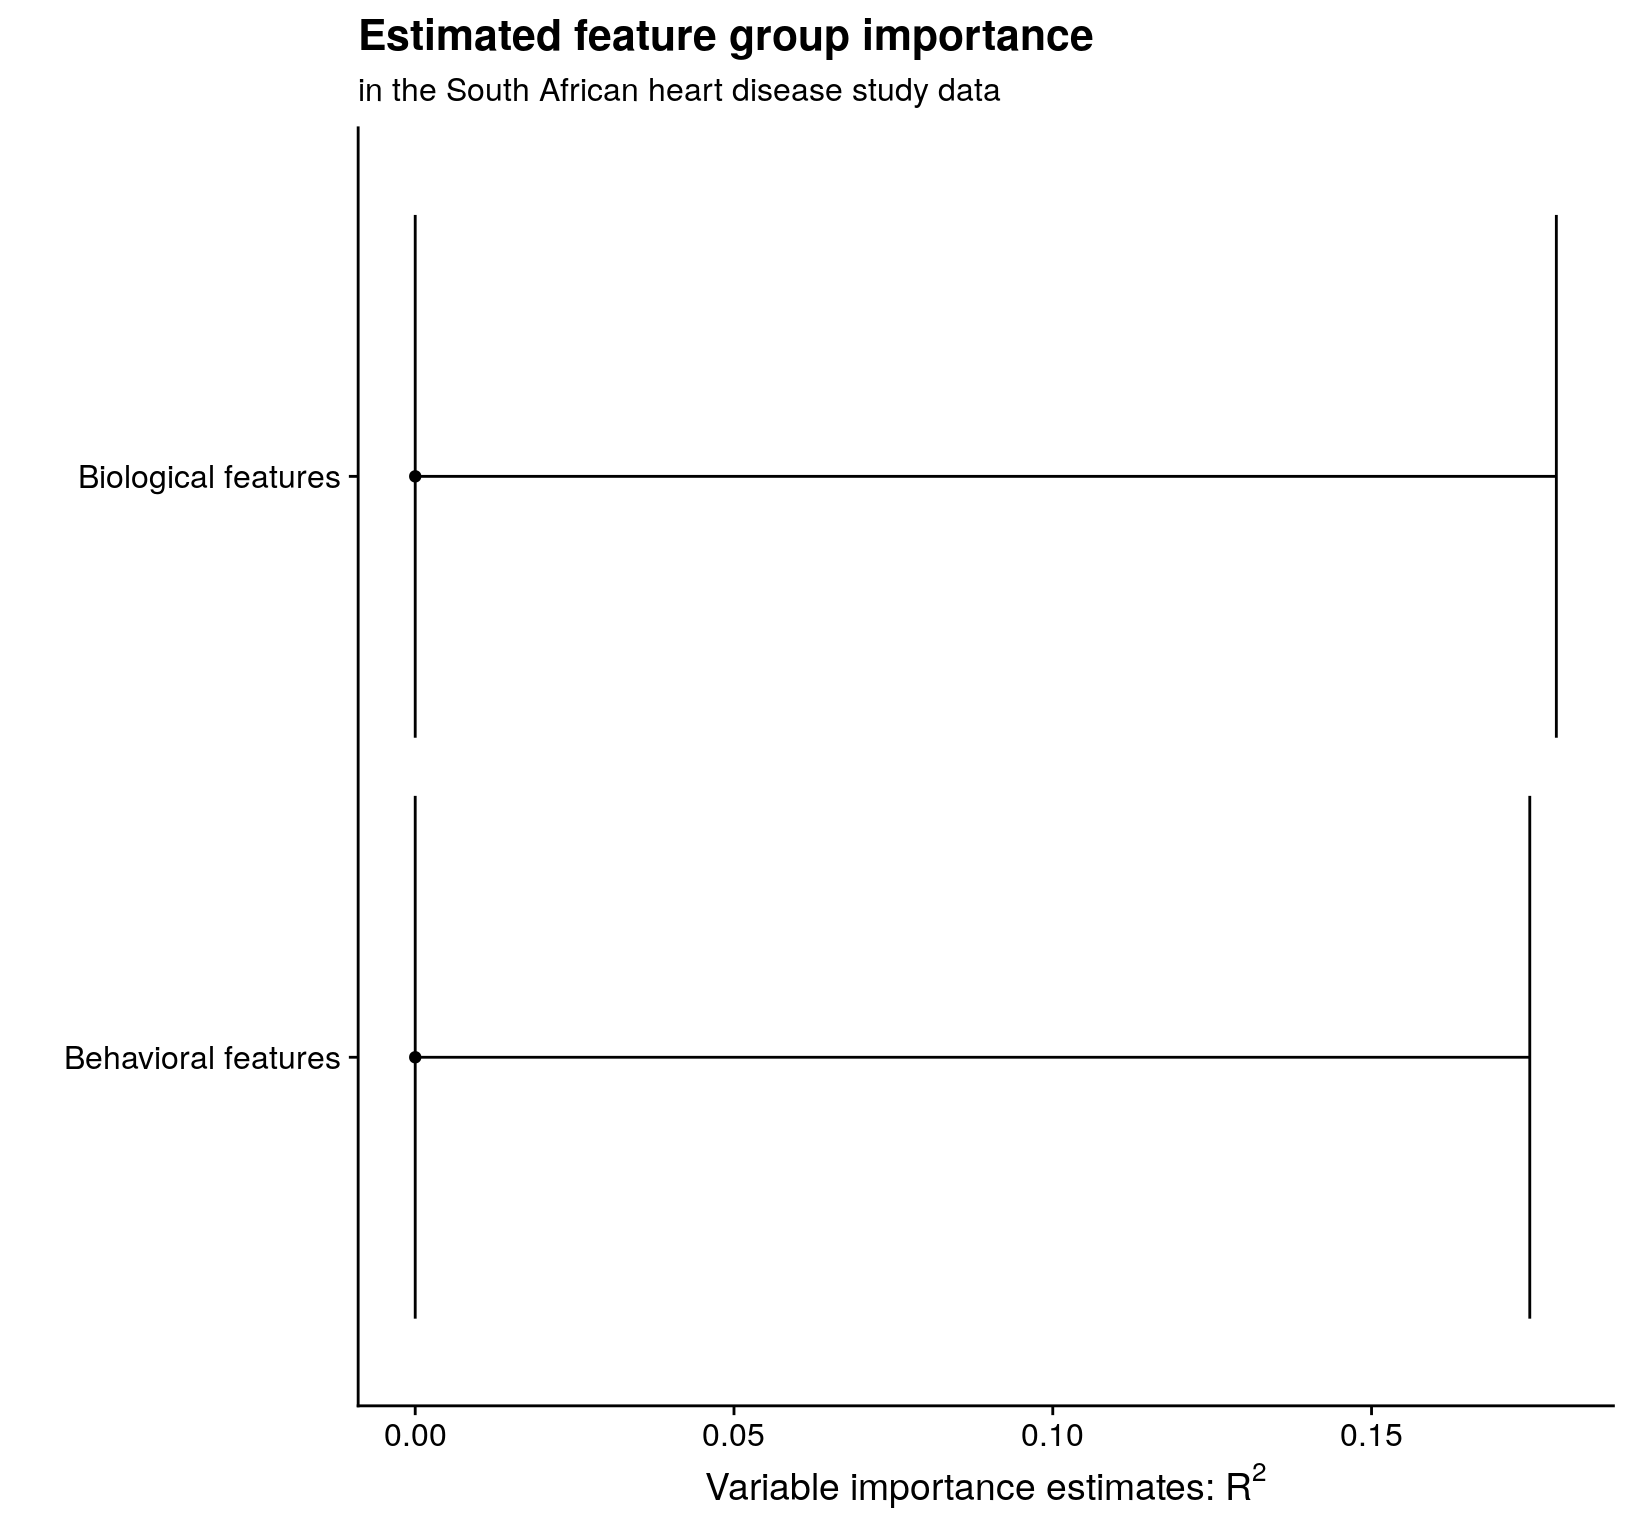 Estimated feature group importance
in the South African heart disease study data
Biological features
Behavioral features
0.00 0.05 0.10 0.15
Variable importance estimates: R²